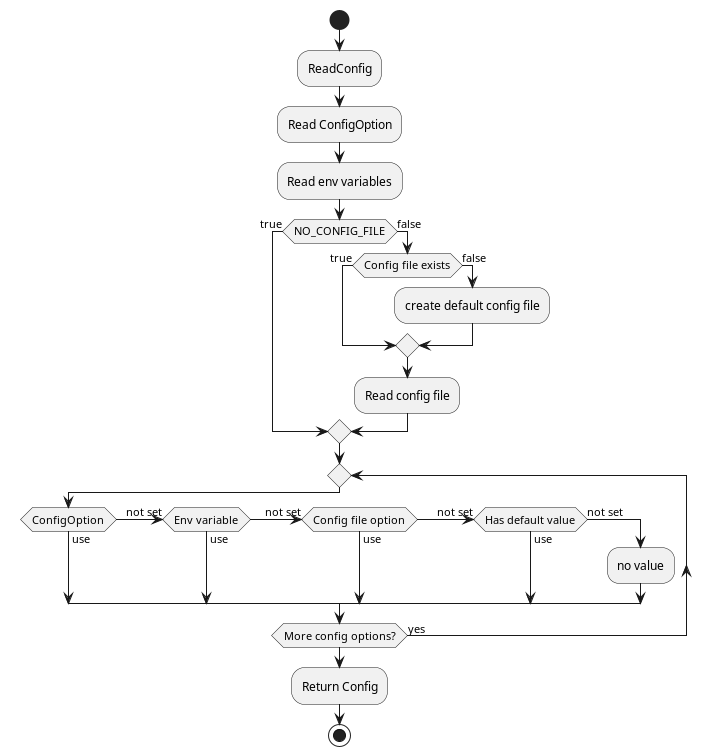 ReadConfig
Read ConfigOption
Read env variables
true
NO_CONFIG_FILE
false
true
Config file exists
false
create default config file
Read config file
ConfigOption
not set
Env variable
not set
Config file option
not set
Has default value
not set
use
use
use
use
no value
More config options?
yes
Return Config